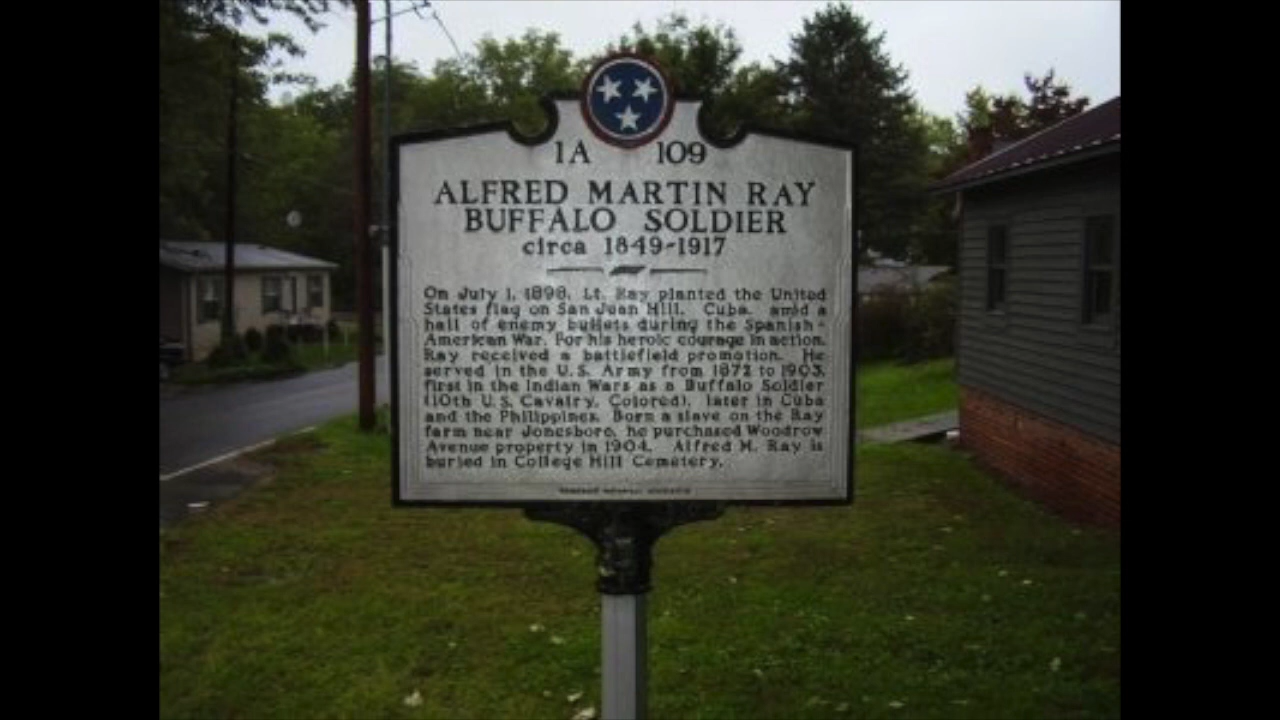 1A 109
ALFRED MARTIN RAY
BUFFALO SOLDIER
circa 1849-1917
On July 1, 1898, Lt. Ray planted the United
States flag on San Juan Hill, Cuba, amid a
hail of enemy bullets during the Spanish-
American War. For his heroic courage in action,
Ray received a battlefield promotion. He
served in the U.S. Army from 1872 to 1903,
first in the Indian Wars as a Buffalo Soldier
(10th U.S. Cavalry, Colored), later in Cuba
and the Philippines. Born a slave on the Ray
farm near Jonesboro, he purchased Woodrow
Avenue property in 1904. Alfred M. Ray is
buried in College Hill Cemetery.